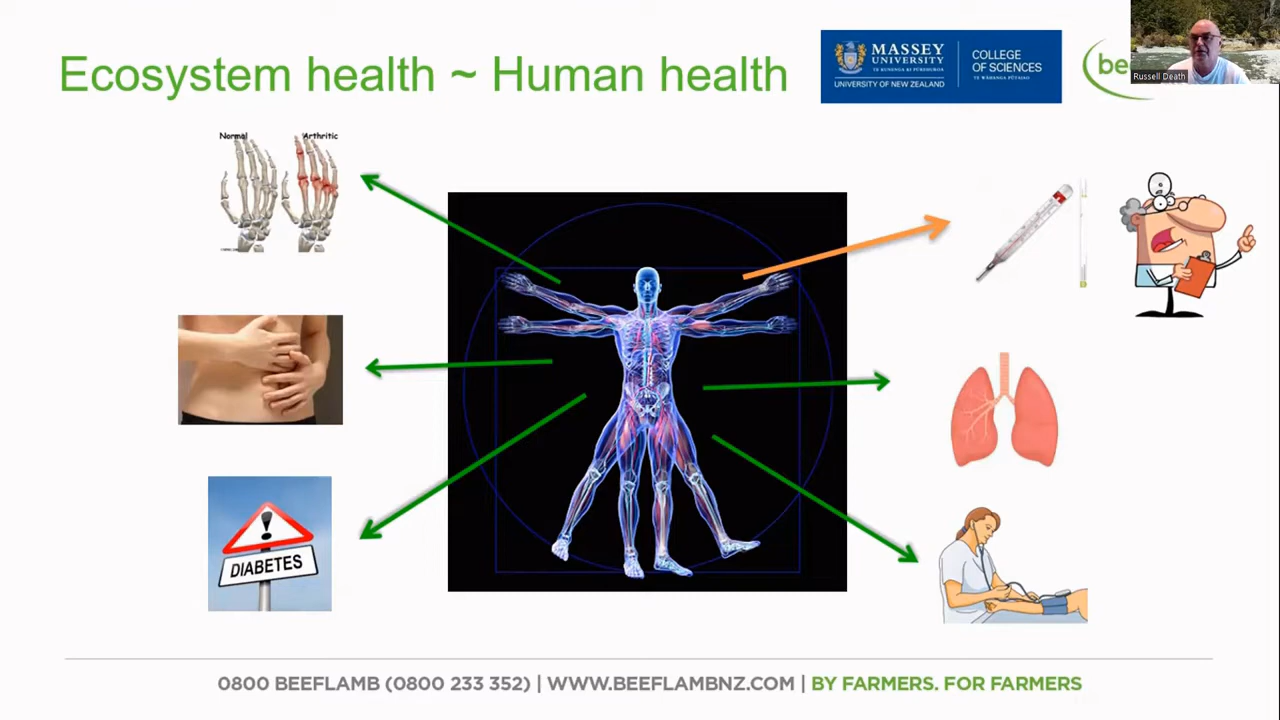 Ecosystem health ~ Human health
MASSEY
UNIVERSITY
TE KUNENGA KI PŪREHUROA
UNIVERSITY OF NEW ZEALAND
COLLEGE
OF SCIENCES
TE WĀHANGA PŪTAIAO
be
Russell Death
Normal
Arthritic
DIABETES
0800 BEEFLAMB (0800 233 352) | WWW.BEEFLAMBNZ.COM | BY FARMERS. FOR FARMERS